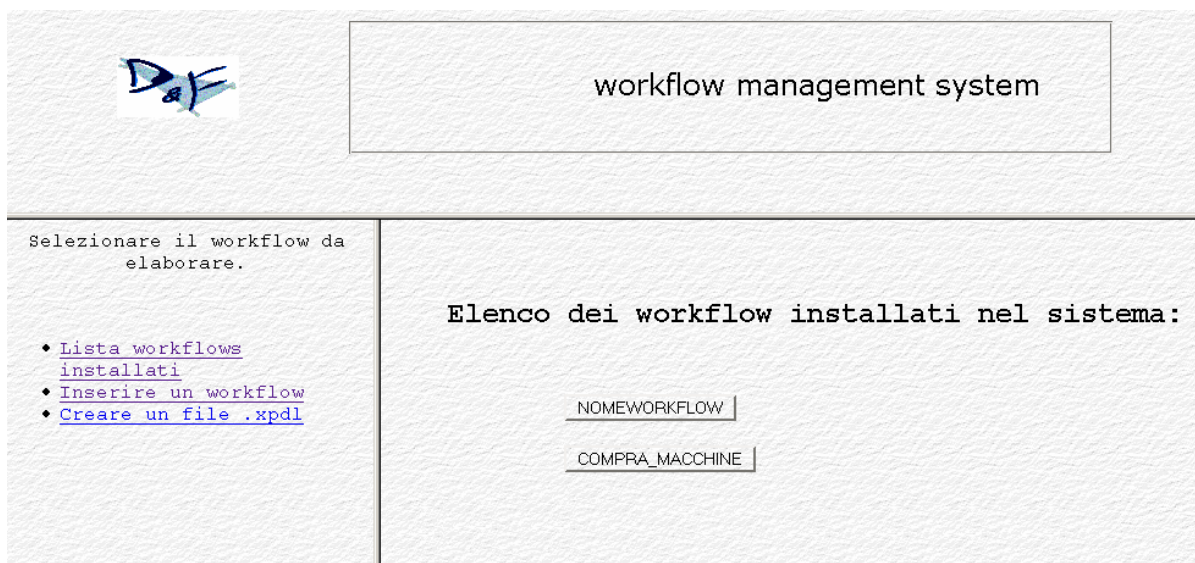 D&F
workflow management system
Selezionare il workflow da
elaborare.
Lista workflows
installati
Inserire un workflow
Creare un file .xpdl
Elenco dei workflow installati nel sistema:
NOMEWORKFLOW
COMPRA_MACCHINE